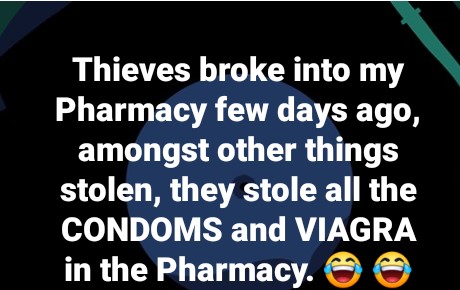 Thieves broke into my
Pharmacy few days ago,
amongst other things
stolen, they stole all the
CONDOMS and VIAGRA
in the Pharmacy. 😂 😂